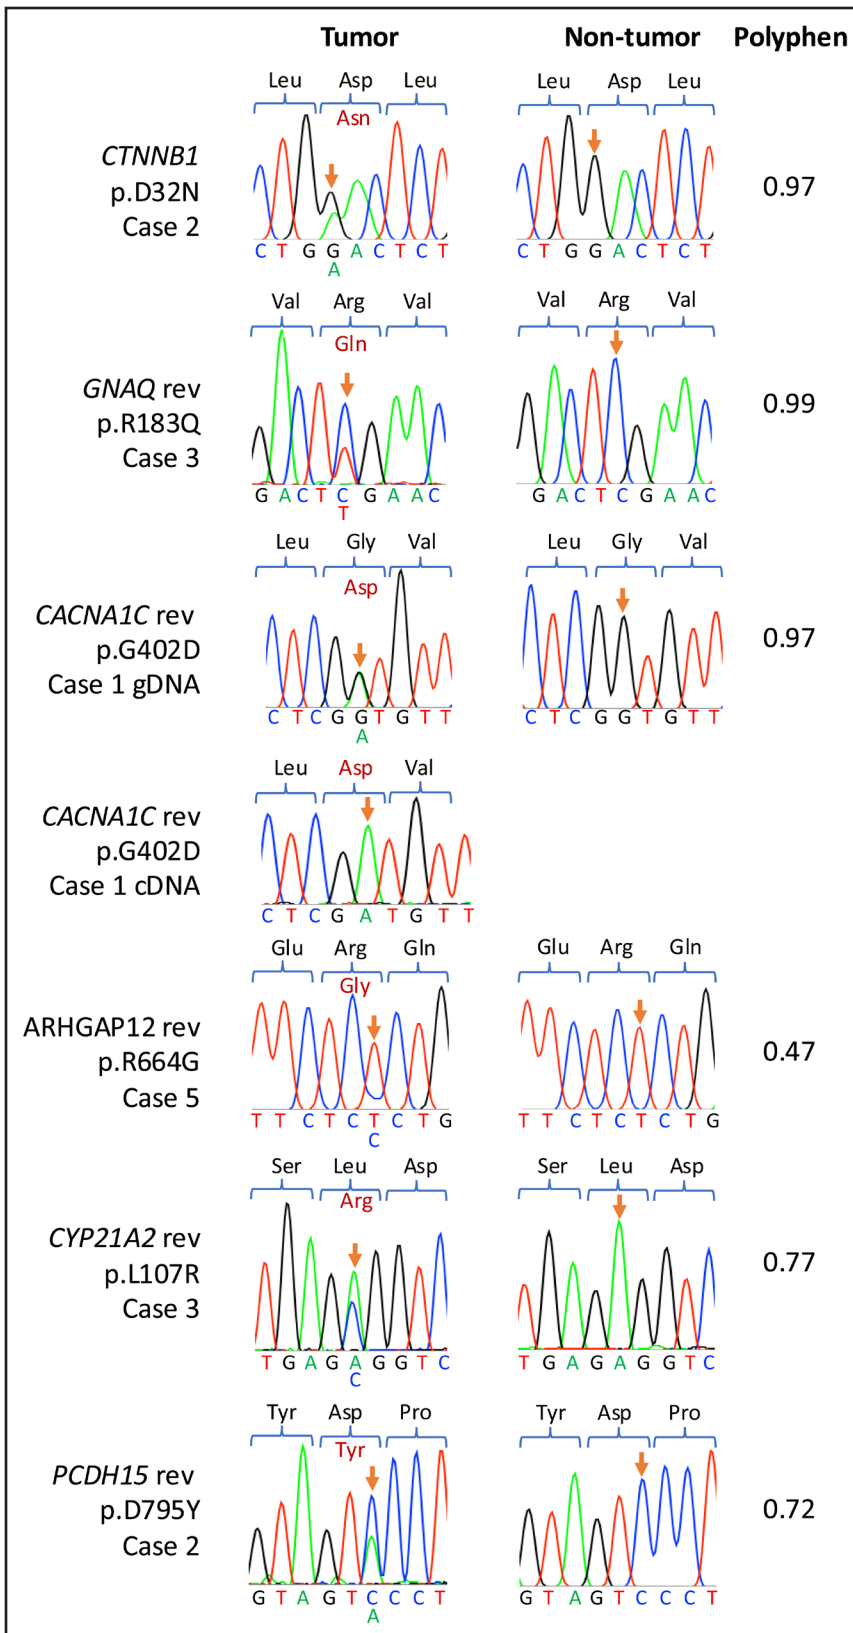 Tumor Non-tumor Polyphen
Leu Asp Leu Leu Asp Leu
Asn
CTNNB1
p.D32N
Case 2
0.97
C T G G A C T C T C T G G A C T C T
A
Val Arg Val Val Arg Val
Gln
GNAQ rev
p.R183Q
Case 3
0.99
G A C T C G A A C G A C T C G A A C
T
Leu Gly Val Leu Gly Val
Asp
CACNA1C rev
p.G402D
Case 1 gDNA
0.97
C T C G G T G T T C T C G G T G T T
A
Leu Asp Val
CACNA1C rev
p.G402D
Case 1 cDNA
C T C G A T G T T
Glu Arg Gln Glu Arg Gln
Gly
ARHGAP12 rev
p.R664G
Case 5
0.47
T T C T C T C T G T T C T C T C T G
C
Ser Leu Asp Ser Leu Asp
Arg
CYP21A2 rev
p.L107R
Case 3
0.77
T G A G A G G T C T G A G A G G T C
C
Tyr Asp Pro Tyr Asp Pro
Tyr
PCDH15 rev
p.D795Y
Case 2
0.72
G T A G T C C C T G T A G T C C C T
A